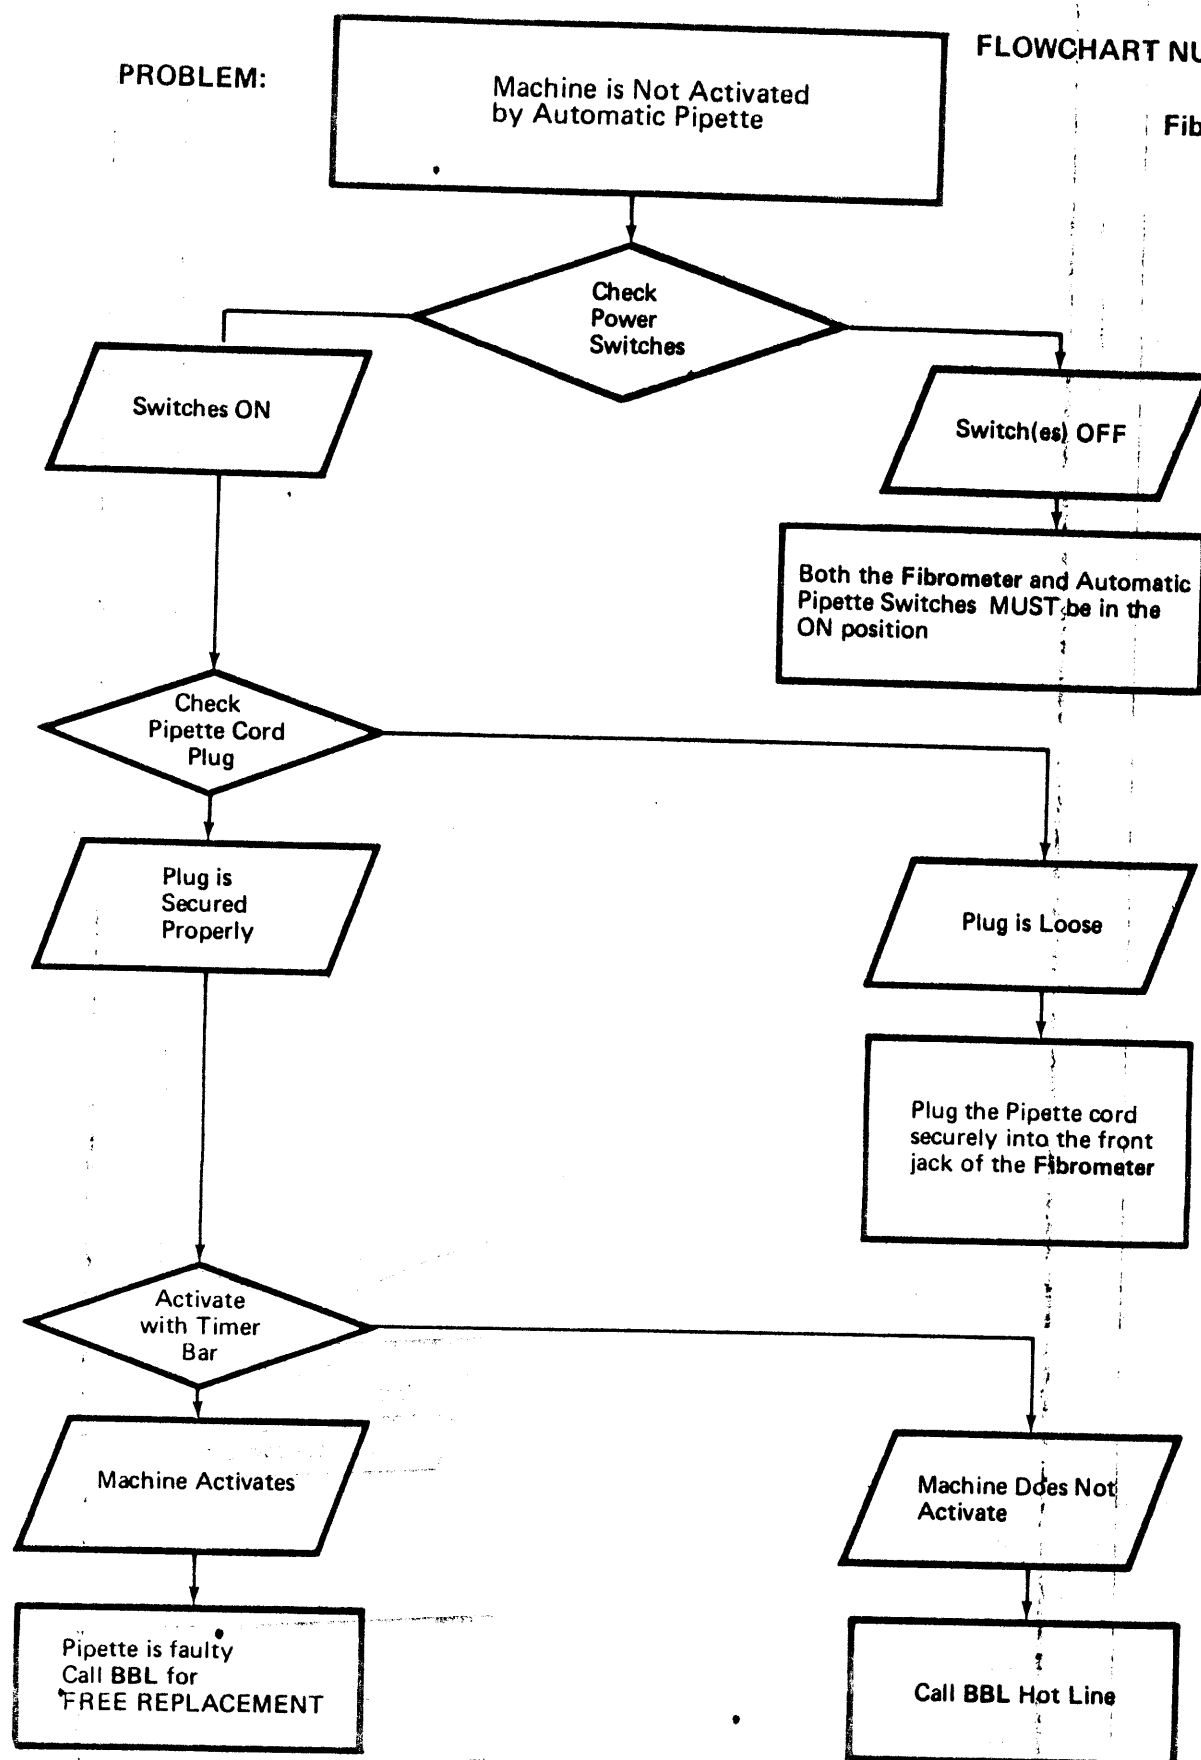 PROBLEM:
Machine is Not Activated
by Automatic Pipette
FLOWCHART
Check
Power
Switches
Switches ON
Switch(es) OFF
Both the Fibrometer and Automatic
Pipette Switches MUST be in the
ON position
Check
Pipette Cord
Plug
Plug is
Secured
Properly
Plug is Loose
Plug the Pipette cord
securely into the front
jack of the Fibrometer
Activate
with Timer
Bar
Machine Activates
Machine Does Not
Activate
Pipette is faulty
Call BBL for
FREE REPLACEMENT
Call BBL Hot Line